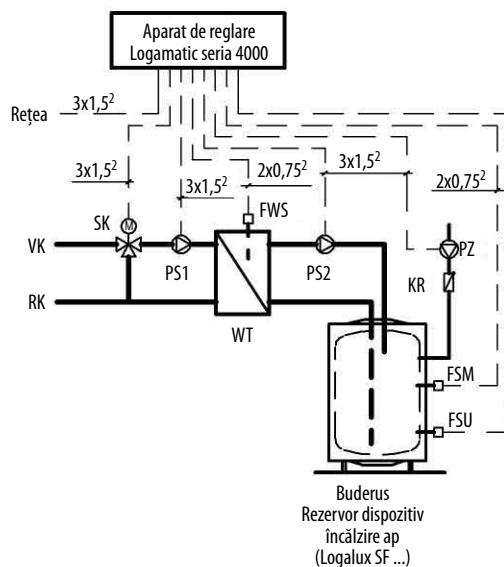 Aparat de reglare
Logamatic seria 4000
Rețea
3x1,5²
3x1,5²
3x1,5²
2x0,75²
3x1,5²
2x0,75²
SK
M
FWS
VK
PS1
PS2
PZ
KR
RK
WT
FSM
FSU
Buderus
Rezervor dispozitiv
încălzire ap
(Logalux SF ...)